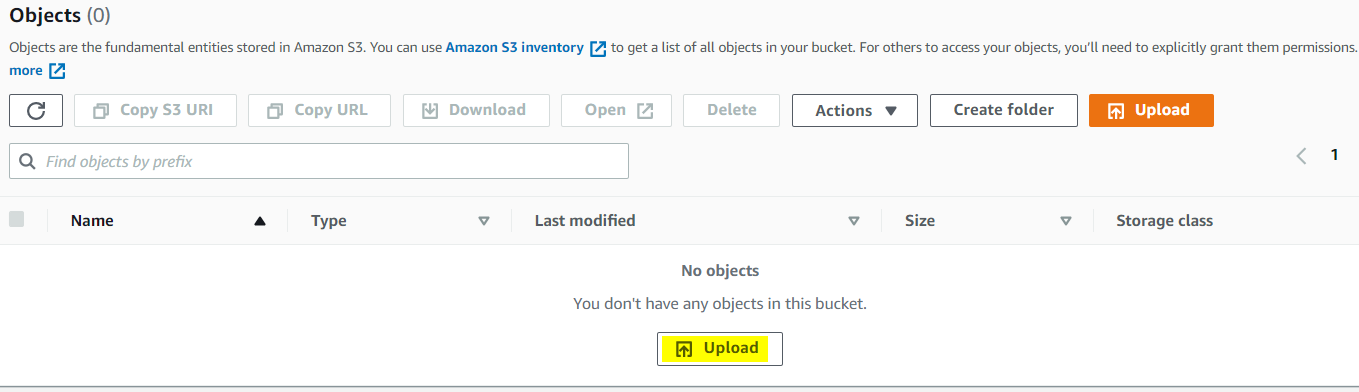 Objects (0)
Objects are the fundamental entities stored in Amazon S3. You can use Amazon S3 inventory to get a list of all objects in your bucket. For others to access your objects, you'll need to explicitly grant them permissions.
more
Copy S3 URI Copy URL Download Open Delete Actions Create folder Upload
Find objects by prefix 1
Name Type Last modified Size Storage class
No objects
You don't have any objects in this bucket.
Upload